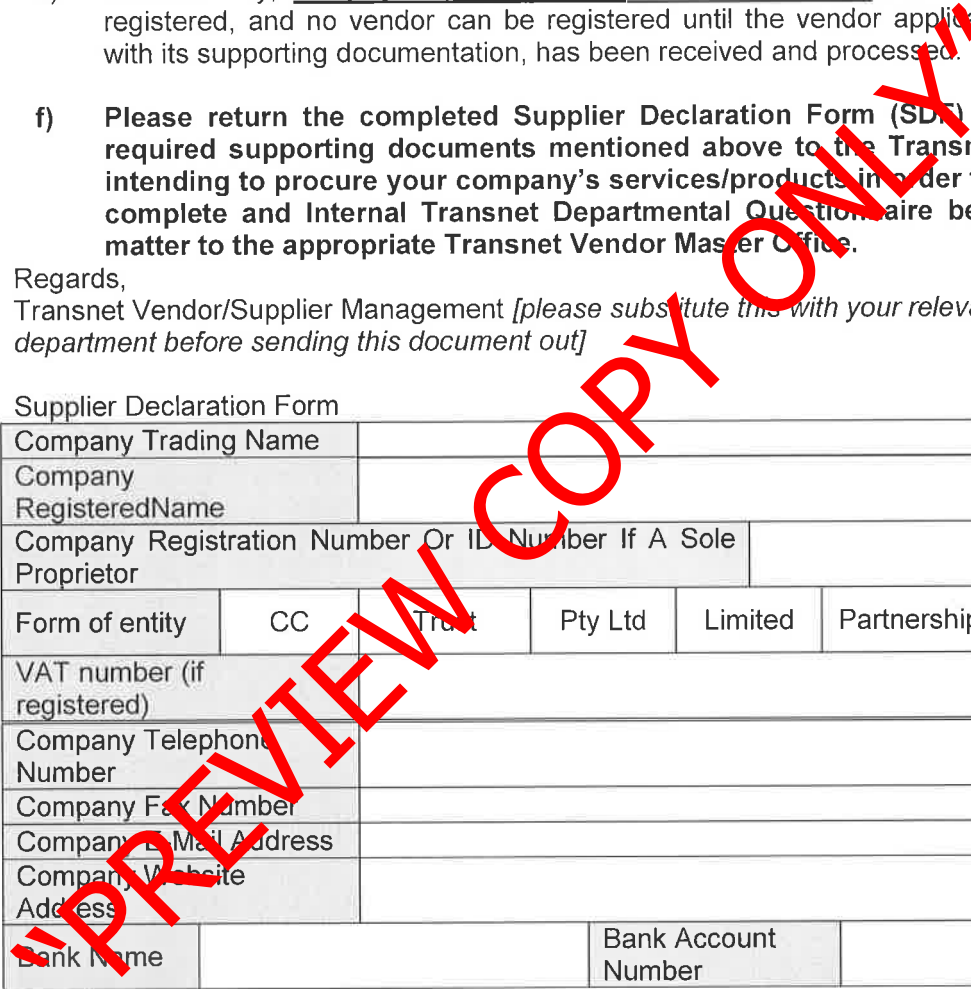 registered, and no vendor can be registered until the vendor applic
with its supporting documentation, has been received and processed.
f) Please return the completed Supplier Declaration Form (SDF)
required supporting documents mentioned above to the Transn
intending to procure your company's services/products in order
complete and Internal Transnet Departmental Questionnaire be
matter to the appropriate Transnet Vendor Master Office.
Regards,
Transnet Vendor/Supplier Management [please substitute this with your releva
department before sending this document out]
Supplier Declaration Form
Company Trading Name
Company
RegisteredName
Company Registration Number Or ID Number If A Sole
Proprietor
Form of entity CC Trust Pty Ltd Limited Partnership
VAT number (if
registered)
Company Telephone
Number
Company Fax Number
Company E-Mail Address
Company Website
Address
Bank Name Bank Account
Number
"PREVIEW COPY ONLY"